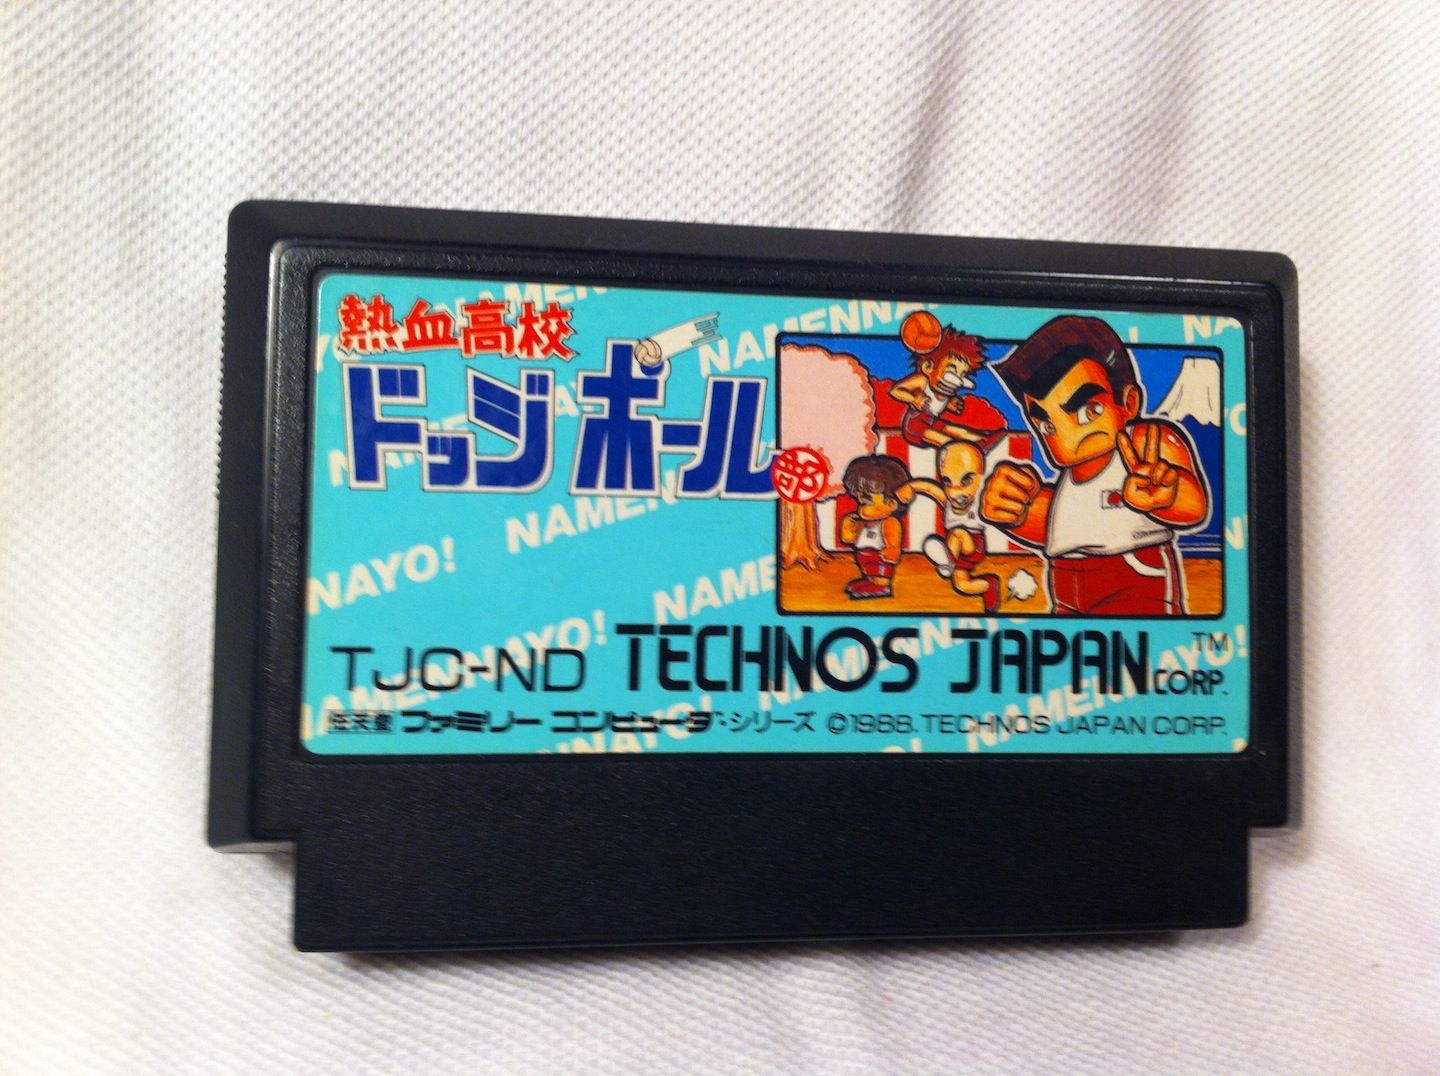 熱血高校
ドッジボール部
NAMENNAYO!
TJC-ND TECHNOS JAPAN CORP.™
任天堂 ファミリーコンピュータ™・シリーズ ©1988. TECHNOS JAPAN CORP.